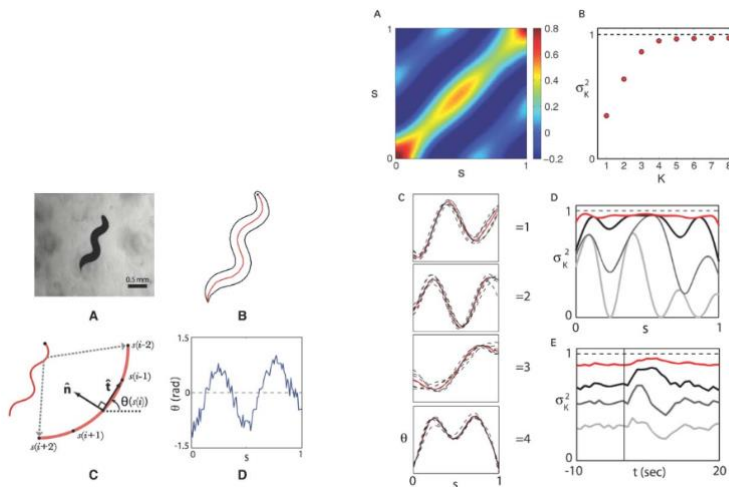 A
B
0.8
0.6
0.4
0.2
0
-0.2
1
S
0
0
S
1
1
σ²K
0
1 2 3 4 5 6 7 8
K
0.5 mm
A
B
C
=1
=2
=3
=4
θ
0
s
1
D
1
σ²K
0
0
s
1
E
1
σ²K
0
-10
t (sec)
20
s(i-2)
s(i-1)
n̂
t̂
θ(s(i))
s(i+1)
s(i+2)
C
1.5
θ (rad)
0
-1.5
0
s
1
D